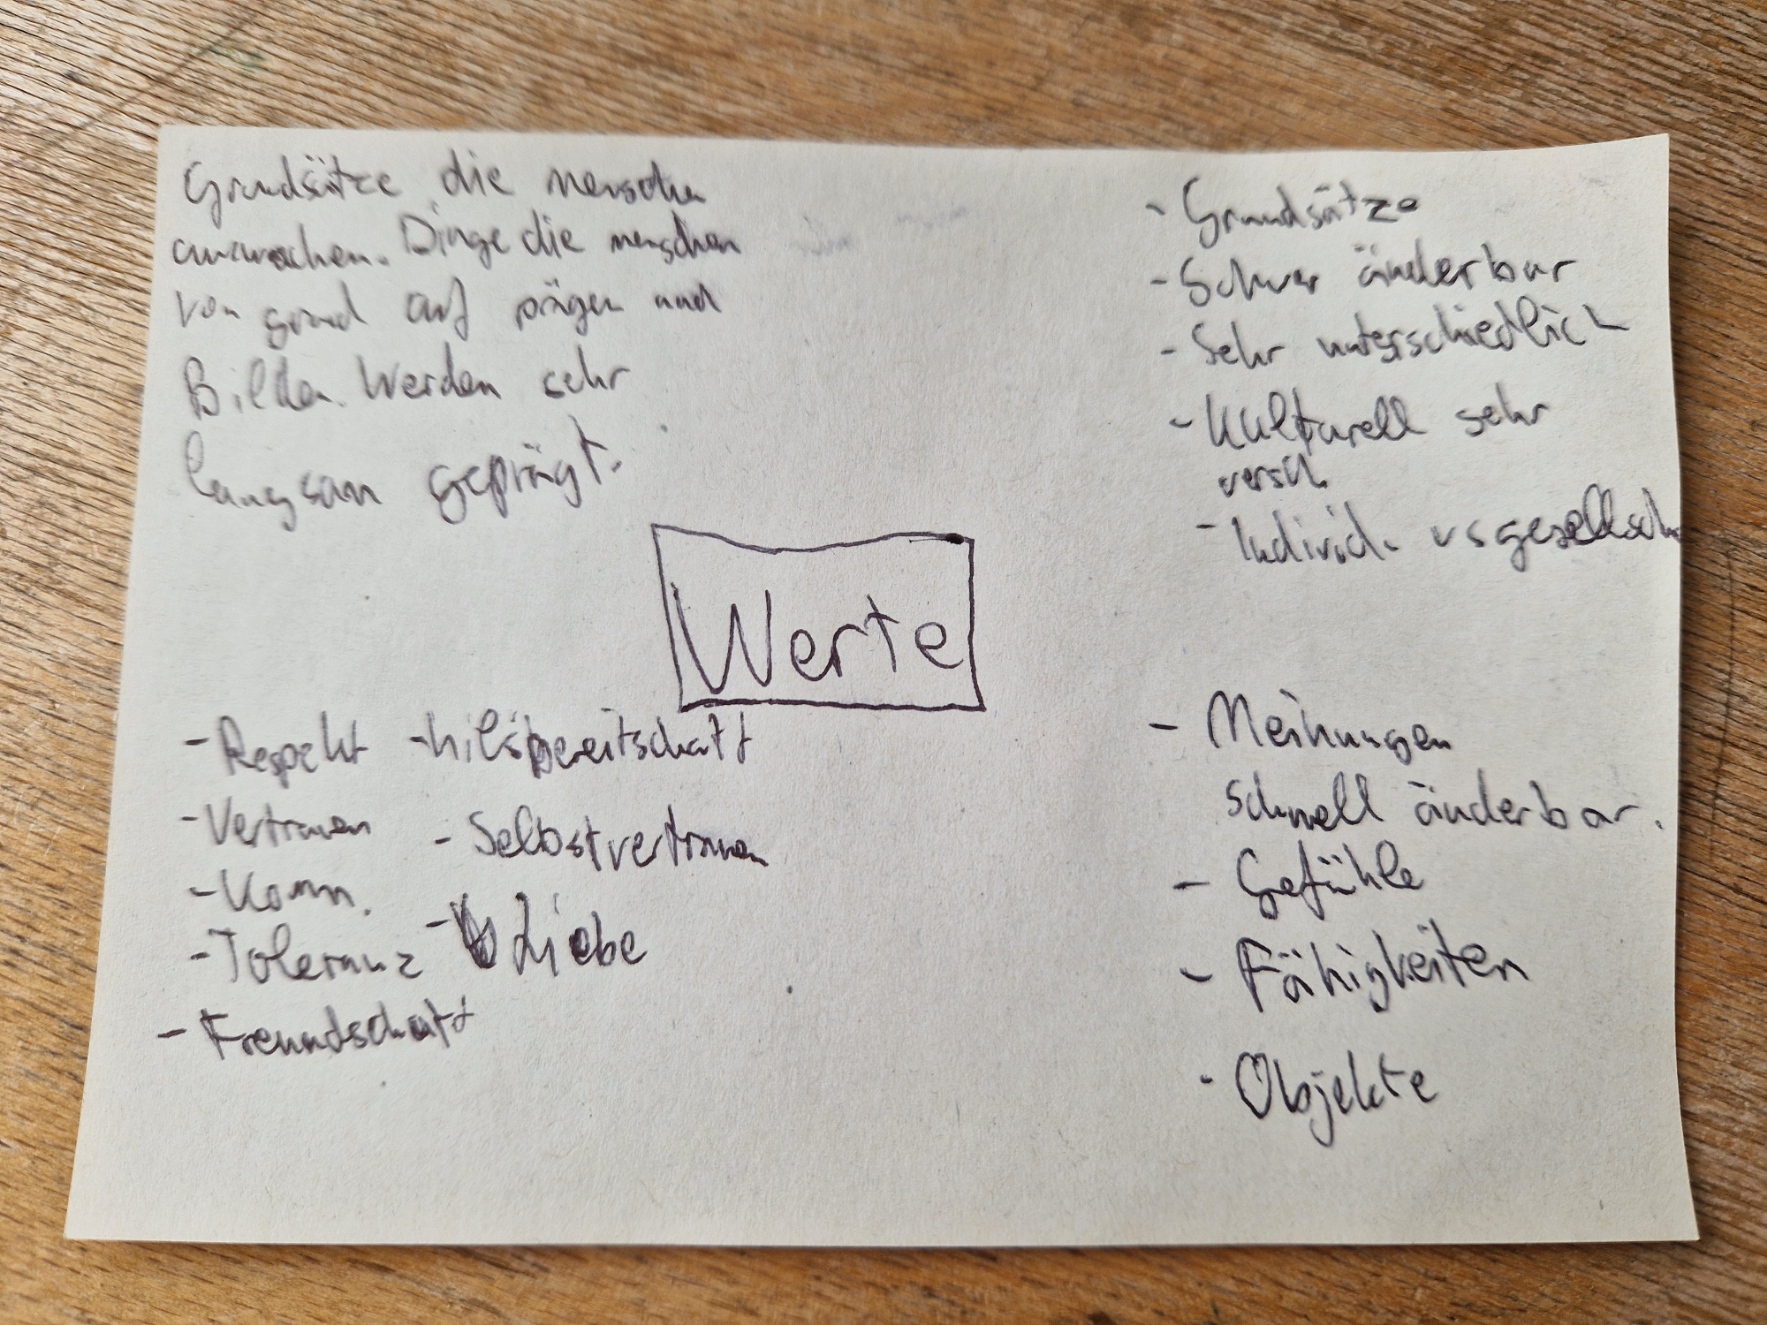 Grundsätze die menschen
ausmachen. Dinge die menschen
von grund auf prägen und
Bilden. Werden sehr
langsam geprägt.
- Grundsätze
- Schwer änderbar
- Sehr unterschiedlich
- Kulturell sehr
versch.
- Individ. vs gesellsch
Werte
- Respekt
- Vertrauen
- Komm.
- Toleranz
- Freundschaft
- hilfsbereitschaft
- Selbstvertrauen
- Liebe
- Meinungen
schnell änderbar.
- Gefühle
- Fähigkeiten
- Objekte